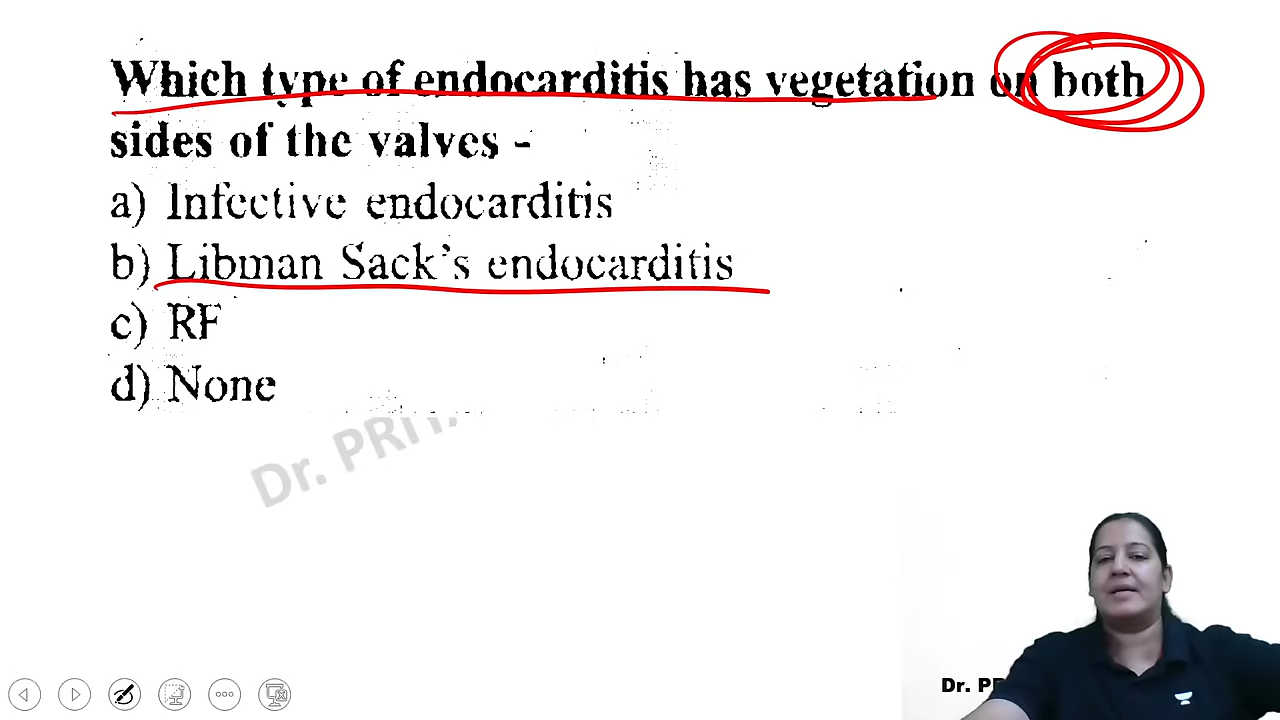 Which type of endocarditis has vegetation on both
sides of the valves -
a) Infective endocarditis
b) Libman Sack's endocarditis
c) RF
d) None
Dr.
Dr.